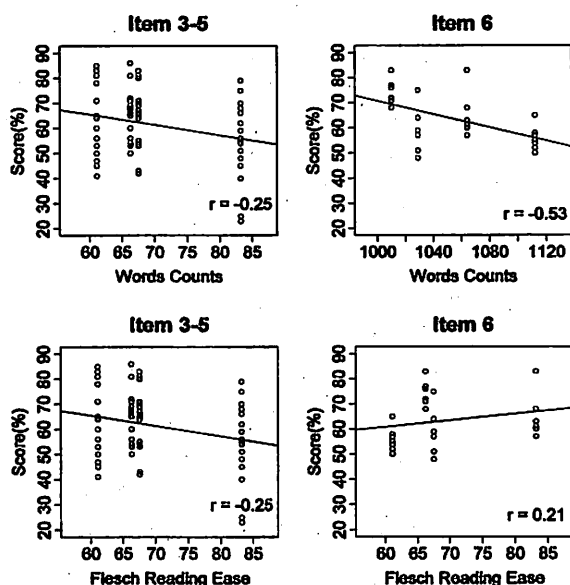 Item 3-5
Score(%)
20 30 40 50 60 70 80 90
r = -0.25
60 65 70 75 80 85
Words Counts
Item 6
Score(%)
20 30 40 50 60 70 80 90
r = -0.53
1000 1040 1080 1120
Words Counts
Item 3-5
Score(%)
20 30 40 50 60 70 80 90
r = -0.25
60 65 70 75 80 85
Flesch Reading Ease
Item 6
Score(%)
20 30 40 50 60 70 80 90
r = 0.21
60 65 70 75 80 85
Flesch Reading Ease